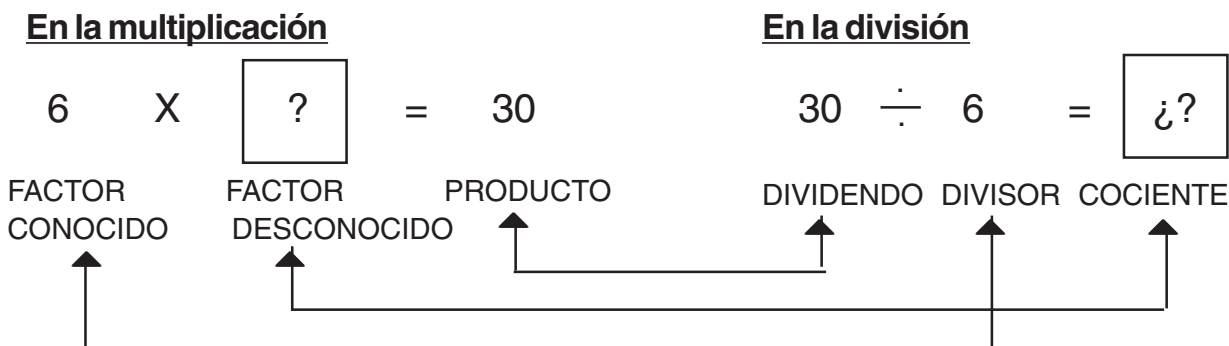 En la multiplicación
6 X ? = 30
FACTOR CONOCIDO
FACTOR DESCONOCIDO
PRODUCTO
En la división
30 ÷ 6 = ¿?
DIVIDENDO DIVISOR COCIENTE